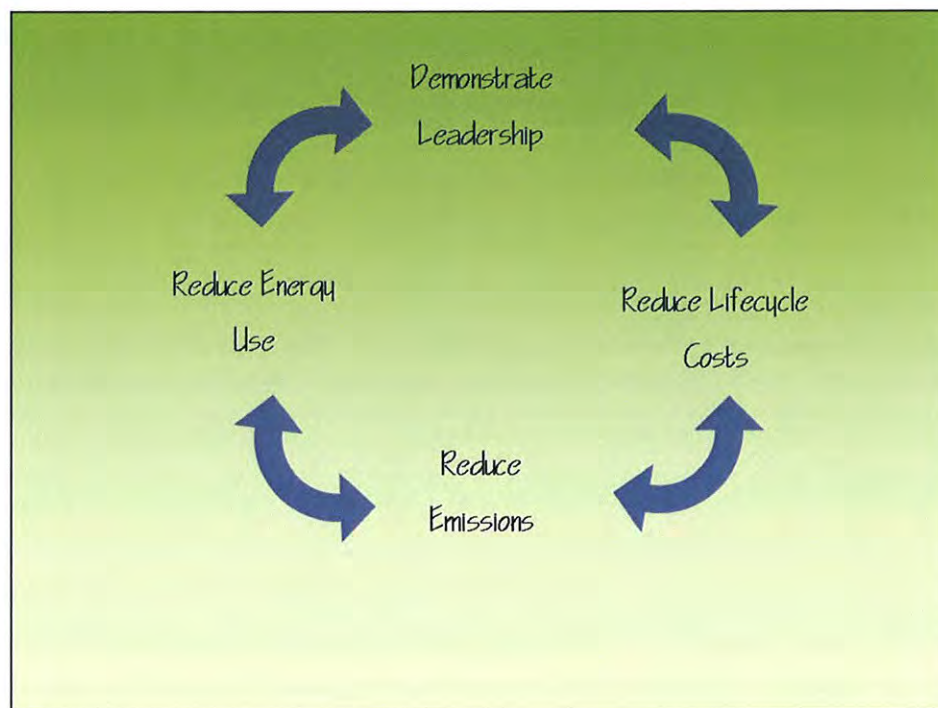 Demonstrate
Leadership
Reduce Energy
Use
Reduce Lifecycle
Costs
Reduce
Emissions